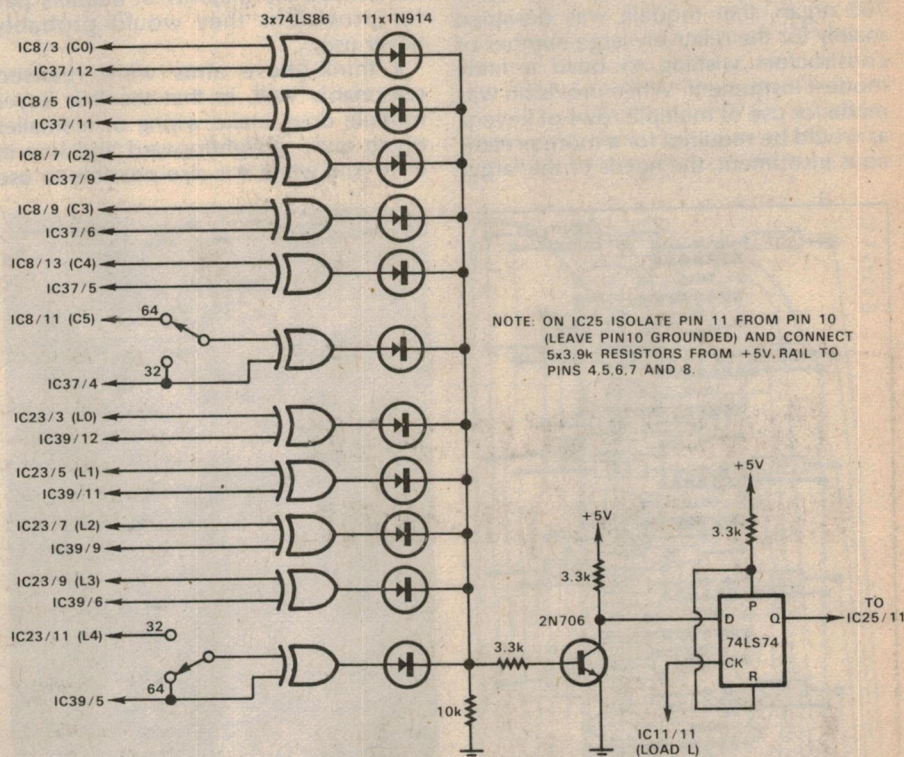 3x74LS86 11x1N914
IC8/3 (C0)
IC37/12
IC8/5 (C1)
IC37/11
IC8/7 (C2)
IC37/9
IC8/9 (C3)
IC37/6
IC8/13 (C4)
IC37/5
IC8/11 (C5)
64
32
IC37/4
NOTE: ON IC25 ISOLATE PIN 11 FROM PIN 10
(LEAVE PIN10 GROUNDED) AND CONNECT
5x3.9k RESISTORS FROM +5V. RAIL TO
PINS 4,5,6,7 AND 8.
IC23/3 (L0)
IC39/12
IC23/5 (L1)
IC39/11
IC23/7 (L2)
IC39/9
IC23/9 (L3)
IC39/6
IC23/11 (L4)
32
64
IC39/5
10k
3.3k
2N706
+5V
3.3k
+5V
3.3k
P
D Q
74LS74
CK
R
TO
IC25/11
IC11/11
(LOAD L)